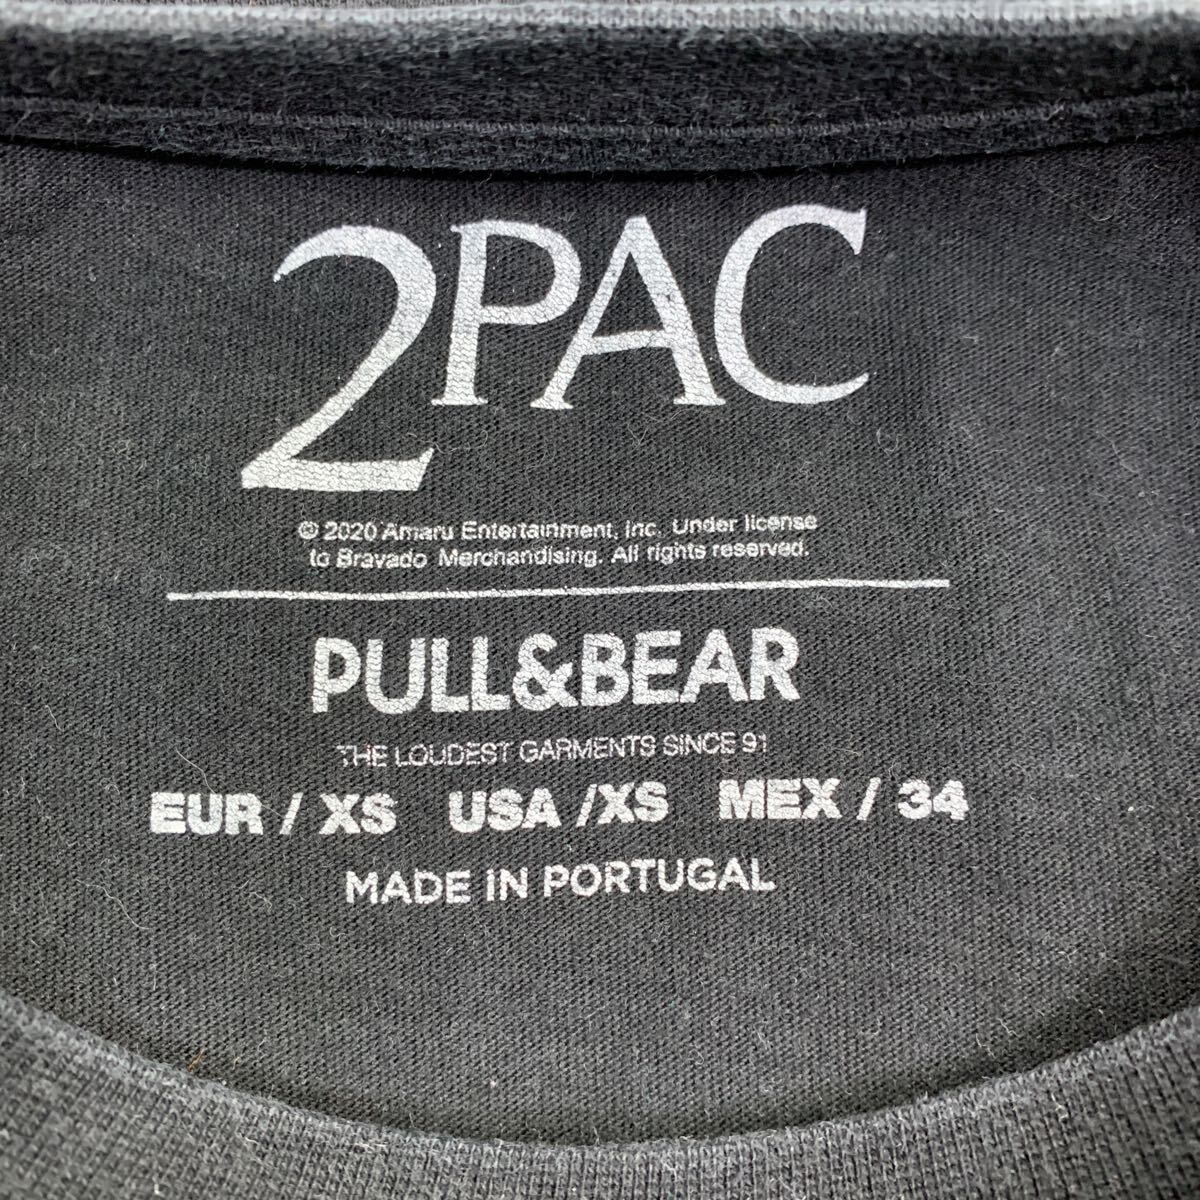 2PAC
© 2020 Amaru Entertainment, Inc. Under license
to Bravado Merchandising. All rights reserved.
PULL&BEAR
THE LOUDEST GARMENTS SINCE 91
EUR / XS USA /XS MEX / 34
MADE IN PORTUGAL